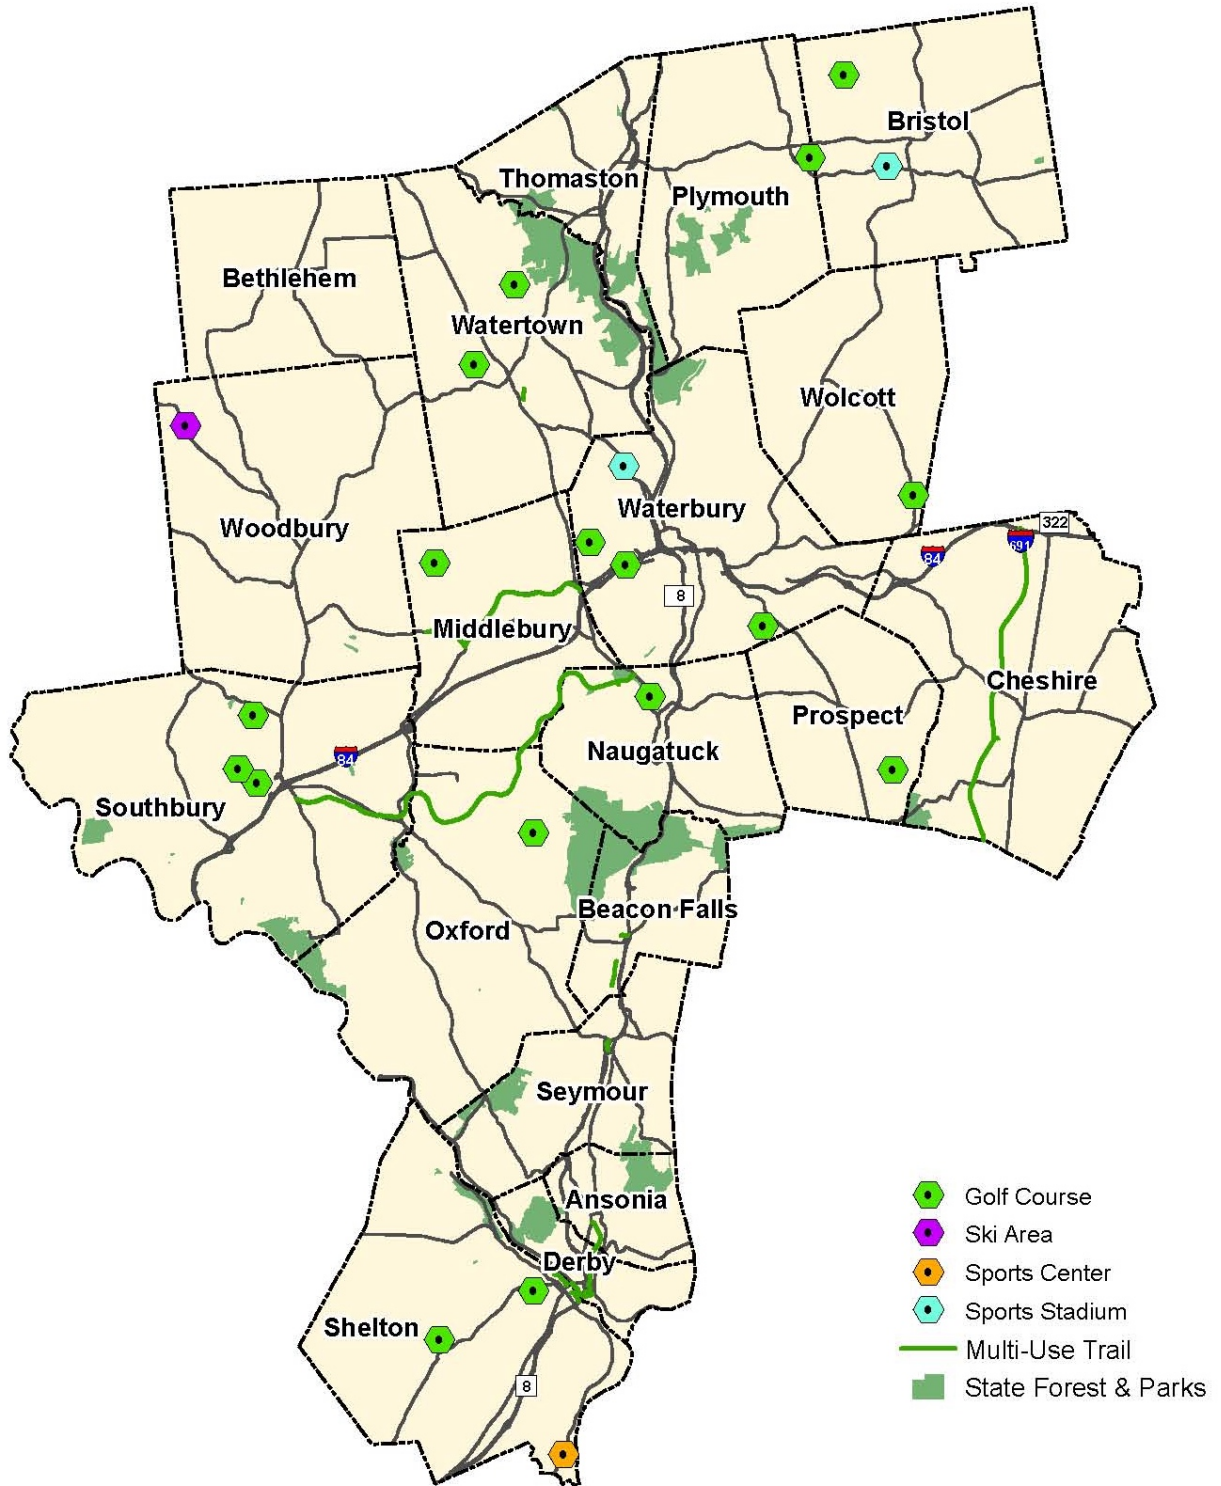 Bristol
Thomaston
Plymouth
Bethlehem
Watertown
Wolcott
Waterbury
Woodbury
322
691
84
8
Middlebury
Cheshire
Prospect
Naugatuck
84
Southbury
Beacon Falls
Oxford
Seymour
Ansonia
Derby
Shelton
8
Golf Course
Ski Area
Sports Center
Sports Stadium
Multi-Use Trail
State Forest & Parks